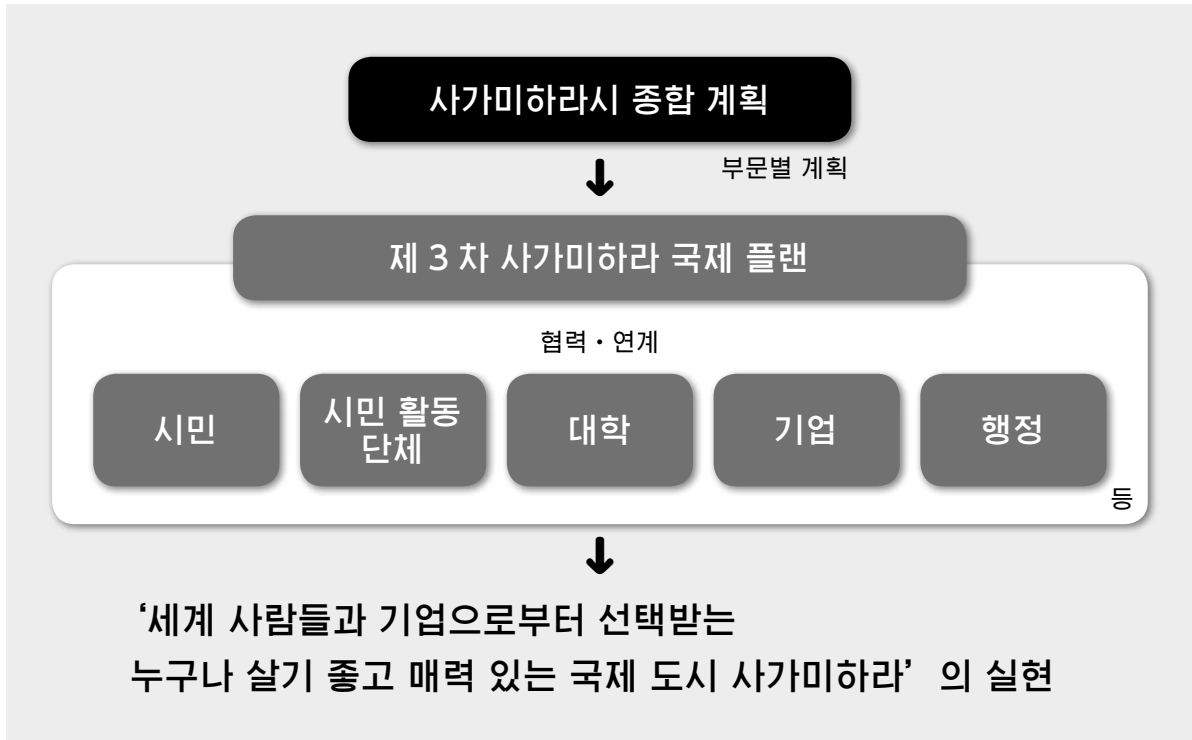 사가미하라시 종합 계획
부문별 계획
제 3 차 사가미하라 국제 플랜
협력・연계
시민
시민 활동
단체
대학
기업
행정
등
‘세계 사람들과 기업으로부터 선택받는
누구나 살기 좋고 매력 있는 국제 도시 사가미하라’ 의 실현